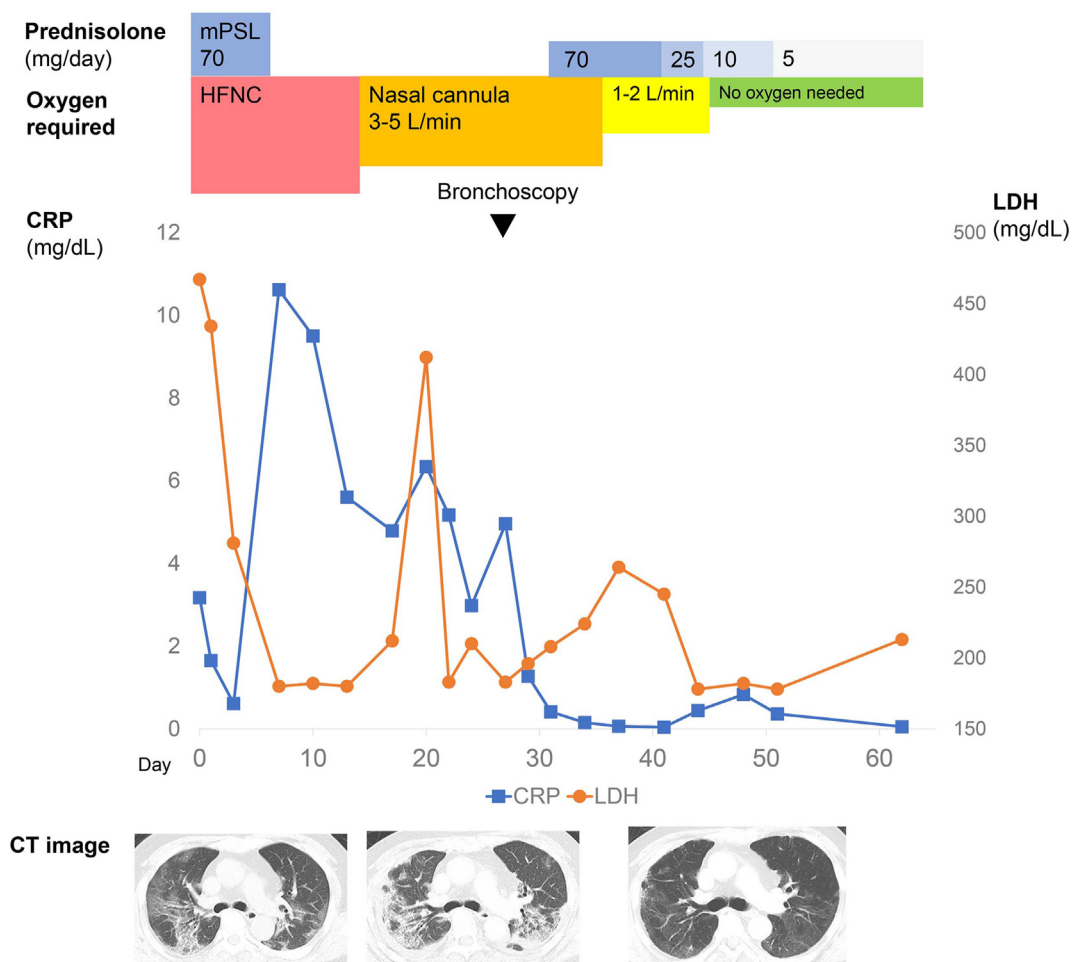 Prednisolone
(mg/day)
mPSL
70
70
25
10
5
Oxygen
required
HFNC
Nasal cannula
3-5 L/min
1-2 L/min
No oxygen needed
Bronchoscopy
CRP
(mg/dL)
LDH
(mg/dL)
12
10
8
6
4
2
0
500
450
400
350
300
250
200
150
Day
0
10
20
30
40
50
60
CRP
LDH
CT image